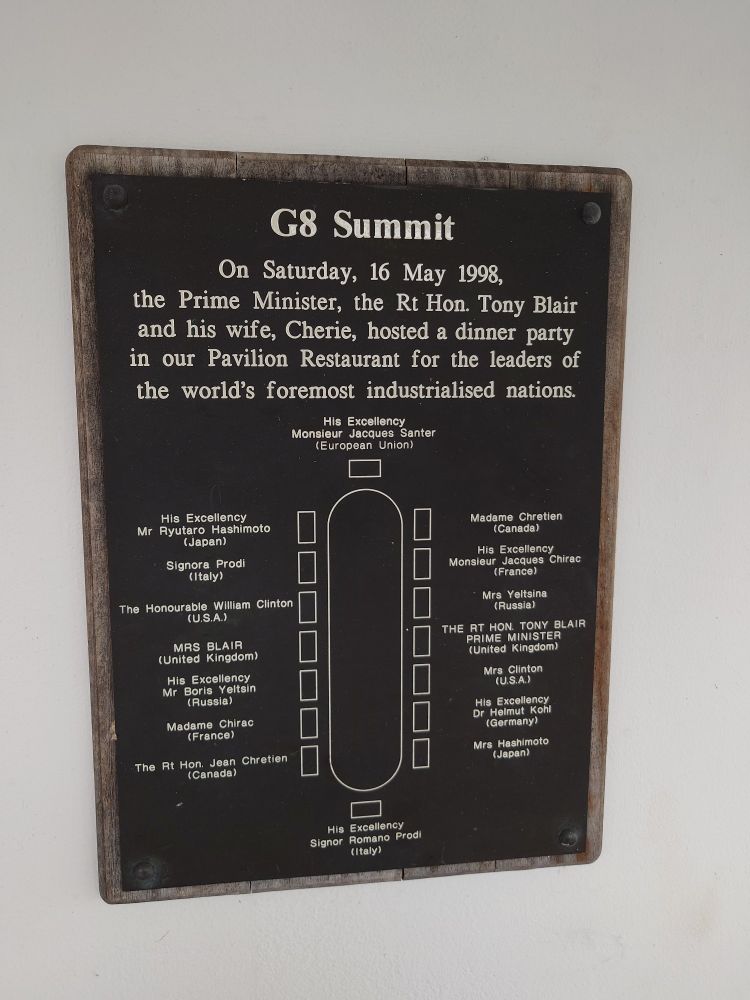 G8 Summit
On Saturday, 16 May 1998,
the Prime Minister, the Rt Hon. Tony Blair
and his wife, Cherie, hosted a dinner party
in our Pavilion Restaurant for the leaders of
the world's foremost industrialised nations.
His Excellency
Monsieur Jacques Santer
(European Union)
His Excellency
Mr Ryutaro Hashimoto
(Japan)
Signora Prodi
(Italy)
The Honourable William Clinton
(U.S.A.)
MRS BLAIR
(United Kingdom)
His Excellency
Mr Boris Yeltsin
(Russia)
Madame Chirac
(France)
The Rt Hon. Jean Chretien
(Canada)
Madame Chretien
(Canada)
His Excellency
Monsieur Jacques Chirac
(France)
Mrs Yeltsina
(Russia)
THE RT HON. TONY BLAIR
PRIME MINISTER
(United Kingdom)
Mrs Clinton
(U.S.A.)
His Excellency
Dr Helmut Kohl
(Germany)
Mrs Hashimoto
(Japan)
His Excellency
Signor Romano Prodi
(Italy)